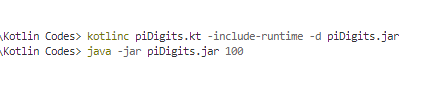 \Kotlin Codes> kotlinc piDigits.kt -include-runtime -d piDigits.jar
\Kotlin Codes> java -jar piDigits.jar 100